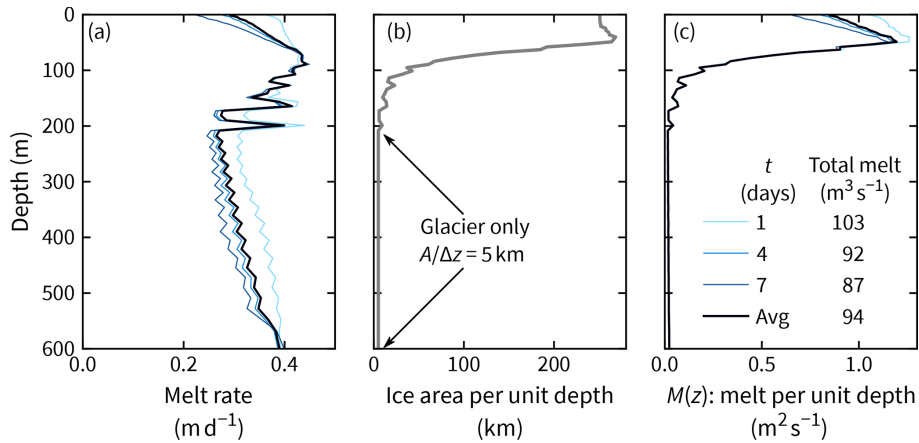 (a)
(b)
(c)
0
100
200
300
400
500
600
Depth (m)
0.0
0.2
0.4
Melt rate
(m d⁻¹)
Glacier only
A/Δz = 5 km
0
100
200
Ice area per unit depth
(km)
t
(days)
Total melt
(m³ s⁻¹)
1 103
4 92
7 87
Avg 94
0.0
0.5
1.0
M(z): melt per unit depth
(m² s⁻¹)